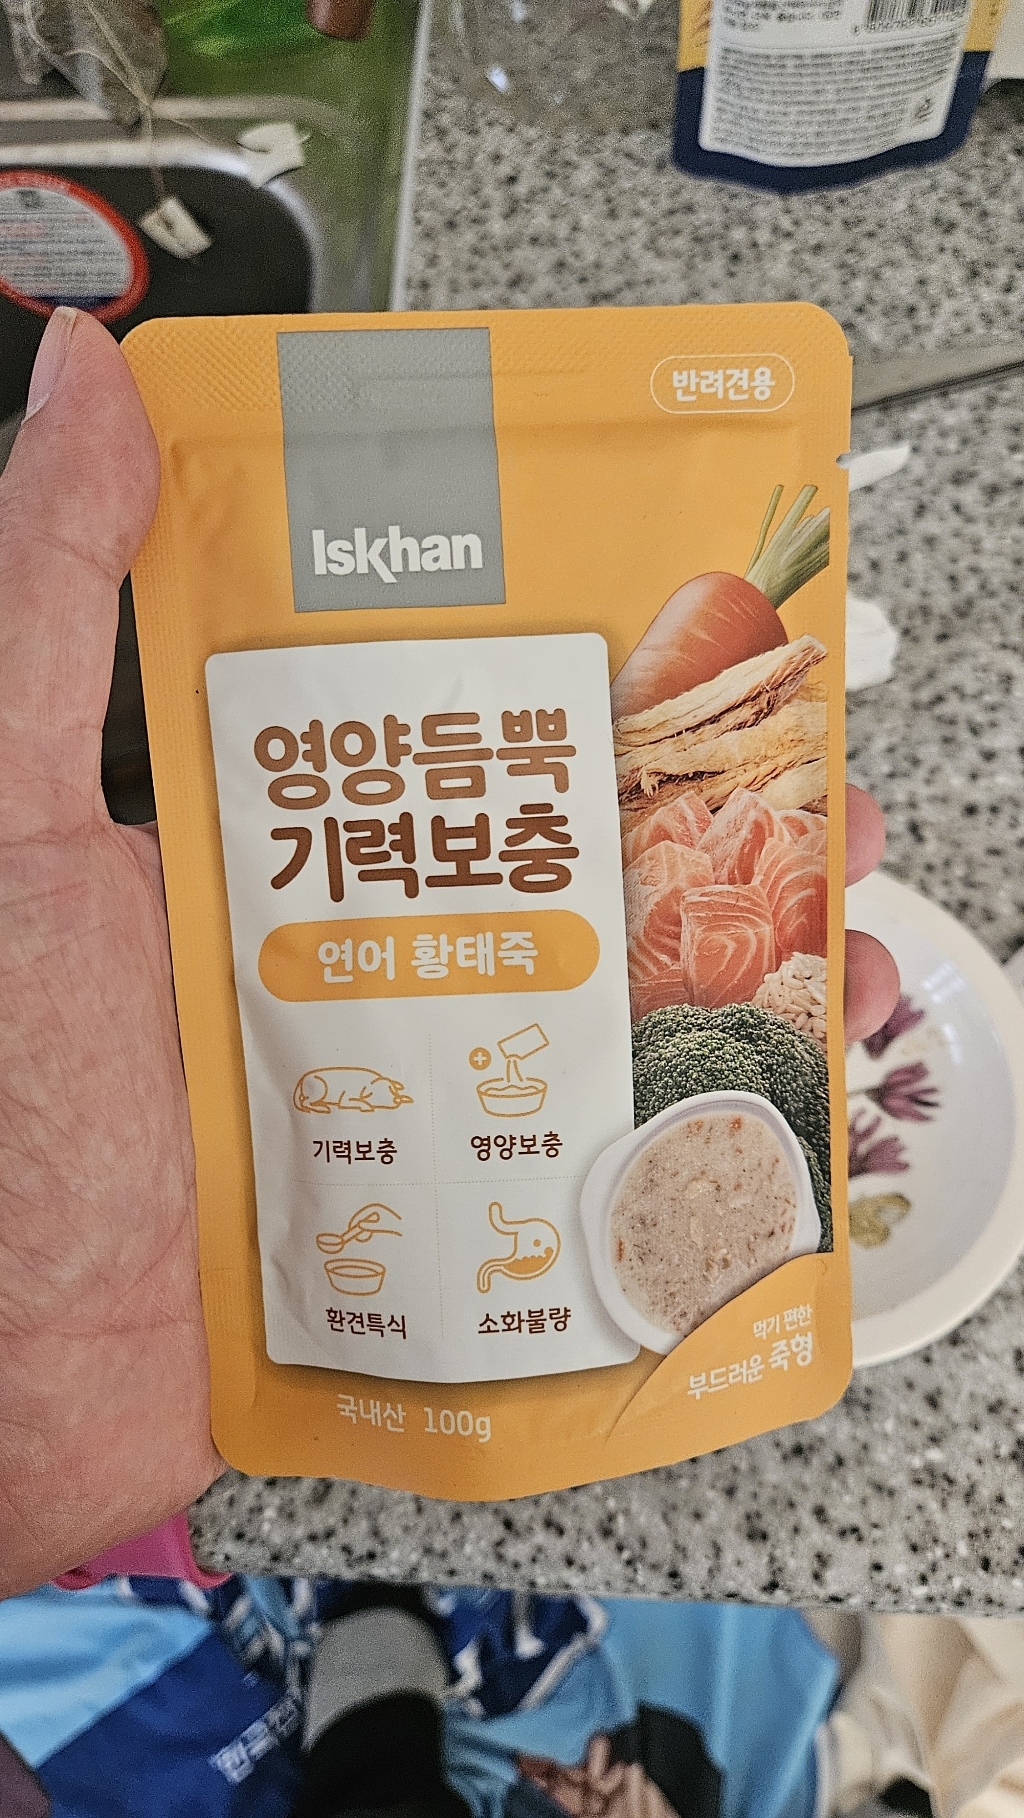 반려견용
Iskhan
영양듬뿍
기력보충
연어 황태죽
기력보충
영양보충
환견특식
소화불량
먹기 편한
부드러운 죽형
국내산 100g